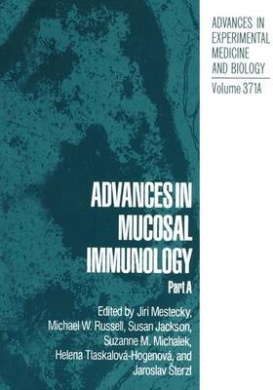 ADVANCES IN
EXPERIMENTAL
MEDICINE
AND BIOLOGY
Volume 371A
ADVANCES IN
MUCOSAL
IMMUNOLOGY
Part A
Edited by Jiri Mestecky,
Michael W. Russell, Susan Jackson,
Suzanne M. Michalek,
Helena Tlaskalová-Hogenová, and
Jaroslav Šterzl